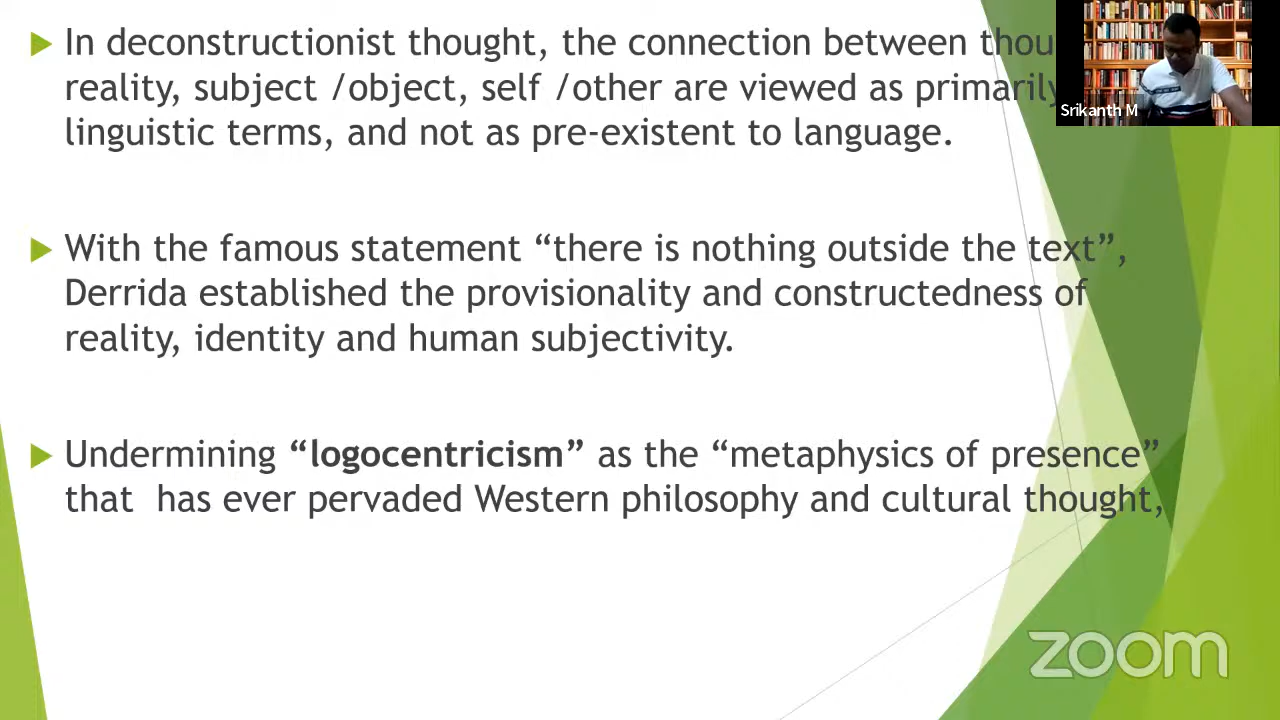 In deconstructionist thought, the connection between
reality, subject /object, self /other are viewed as primarily
linguistic terms, and not as pre-existent to language.
With the famous statement “there is nothing outside the text”,
Derrida established the provisionality and constructedness of
reality, identity and human subjectivity.
Undermining “logocentricism” as the “metaphysics of presence”
that has ever pervaded Western philosophy and cultural thought,
Srikanth M
zoom